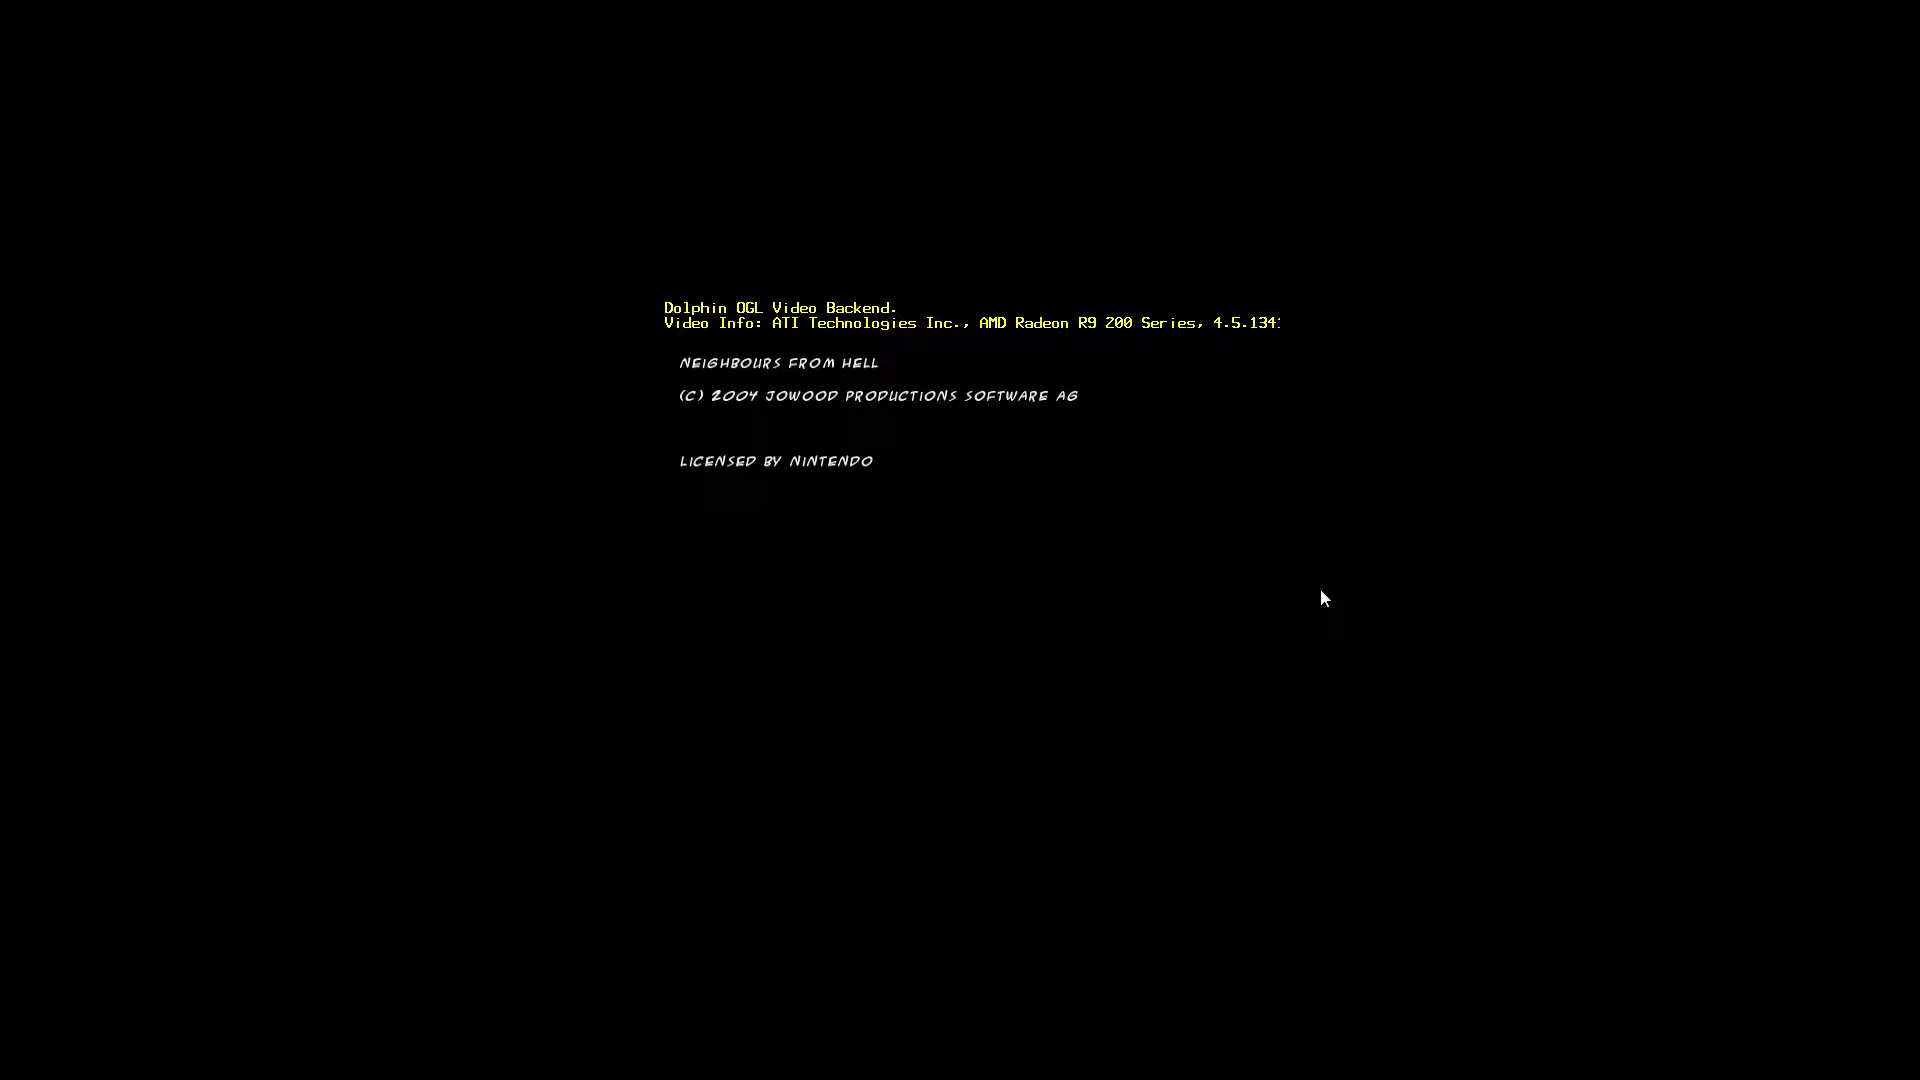 Dolphin OGL Video Backend.
Video Info: ATI Technologies Inc., AMD Radeon R9 200 Series, 4.5.134
NEIGHBOURS FROM HELL
(C) 2004 JOWOOD PRODUCTIONS SOFTWARE AG
LICENSED BY NINTENDO